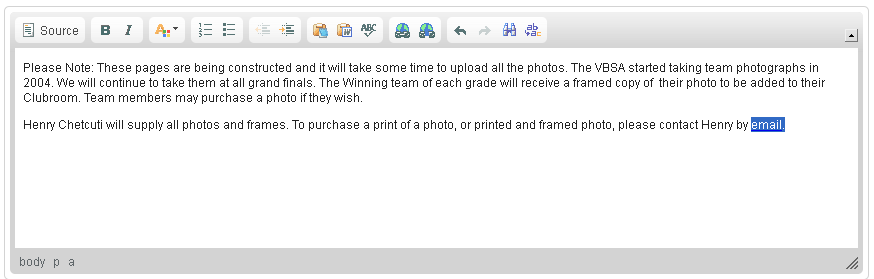 Source B I ABC
Please Note: These pages are being constructed and it will take some time to upload all the photos. The VBSA started taking team photographs in
2004. We will continue to take them at all grand finals. The Winning team of each grade will receive a framed copy of their photo to be added to their
Clubroom. Team members may purchase a photo if they wish.
Henry Chetcuti will supply all photos and frames. To purchase a print of a photo, or printed and framed photo, please contact Henry by email.
body p a